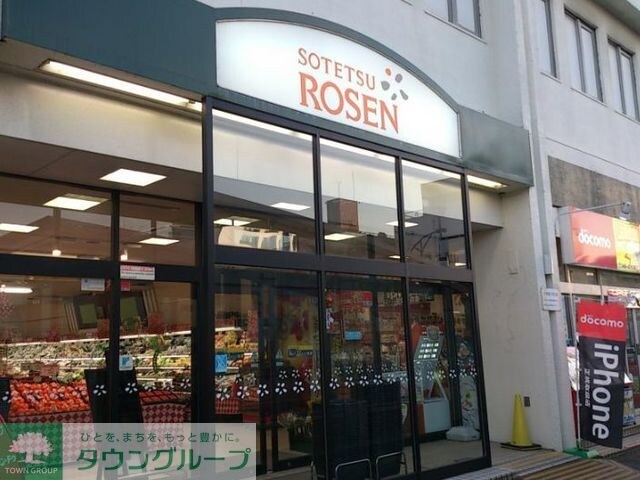 SOTETSU
ROSEN
docomo
docomo
iPhone
ひとを、まちを、もっと豊かに。
タウングループ
TOWN GROUP